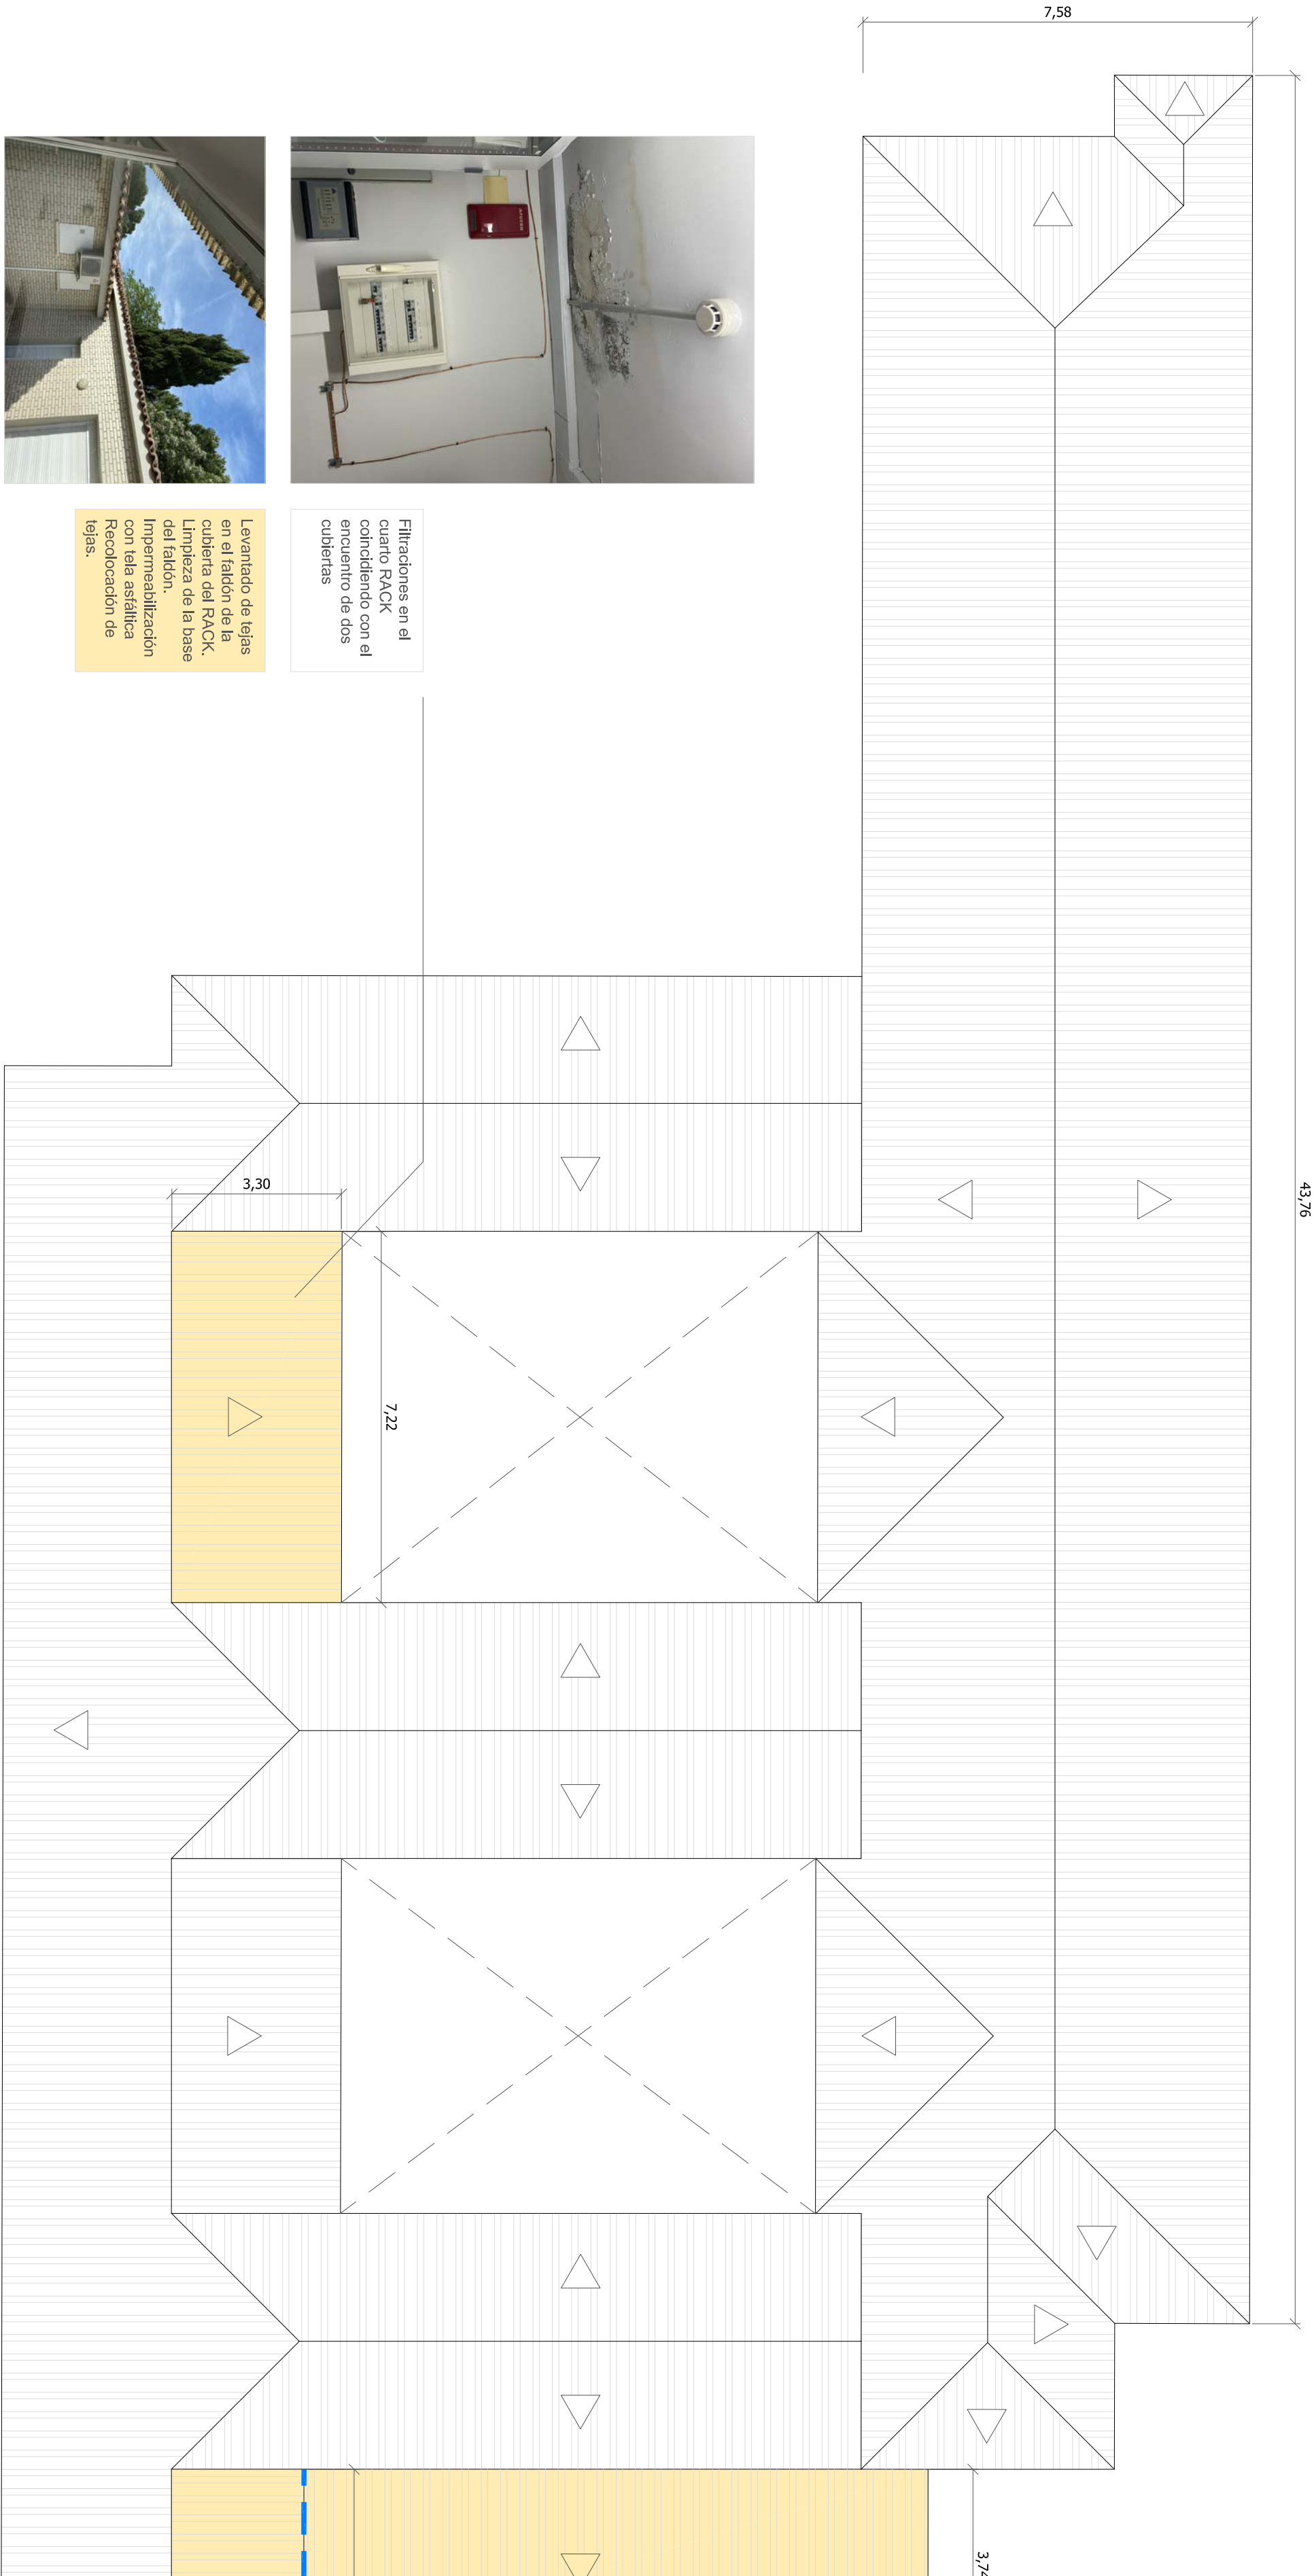 7,58
43,76
Filtraciones en el
cuarto RACK
coincidiendo con el
encuentro de dos
cubiertas
Levantado de tejas
en el faldón de la
cubierta del RACK.
Limpieza de la base
del faldón.
Impermeabilización
con tela asfáltica
Recolocación de
tejas.
3,30
7,22
3,74